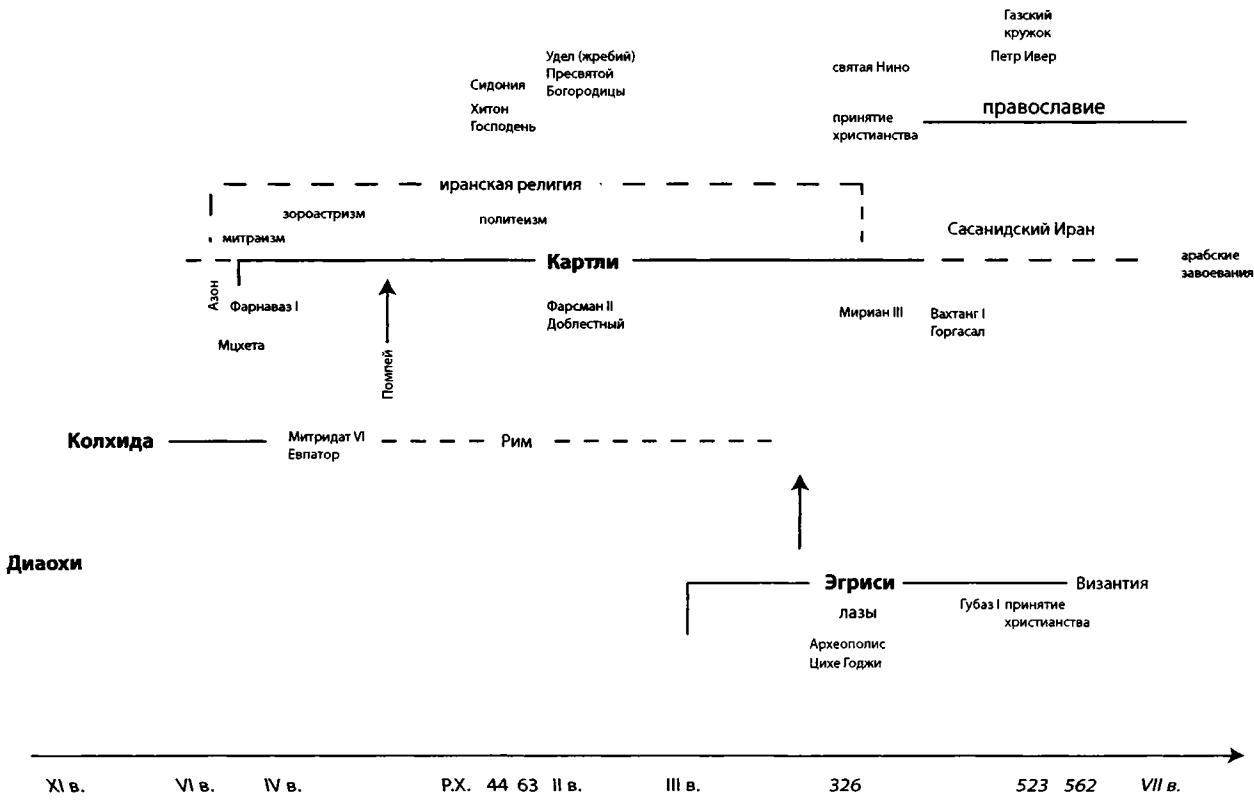 Газский
кружок
Удел (жребий)
Пресвятой
Богородицы
Петр Ивер
святая Нино
Сидония
Хитон
Господень
православие
принятие
христианства
иранская религия
зороастризм
политеизм
митраизм
Сасанидский Иран
Картли
арабские
завоевания
Азон
Фарнаваз I
Фарсман II
Доблестный
Мириан III
Вахтанг I
Горгасал
Мцхета
Помпей
Колхида
Митридат VI
Евпатор
Рим
Диаохи
Эгриси
Византия
лазы
Губаз I принятие
христианства
Археополис
Цихе Годжи
XI в. VI в. IV в. Р.Х. 44 63 II в. III в. 326 523 562 VII в.